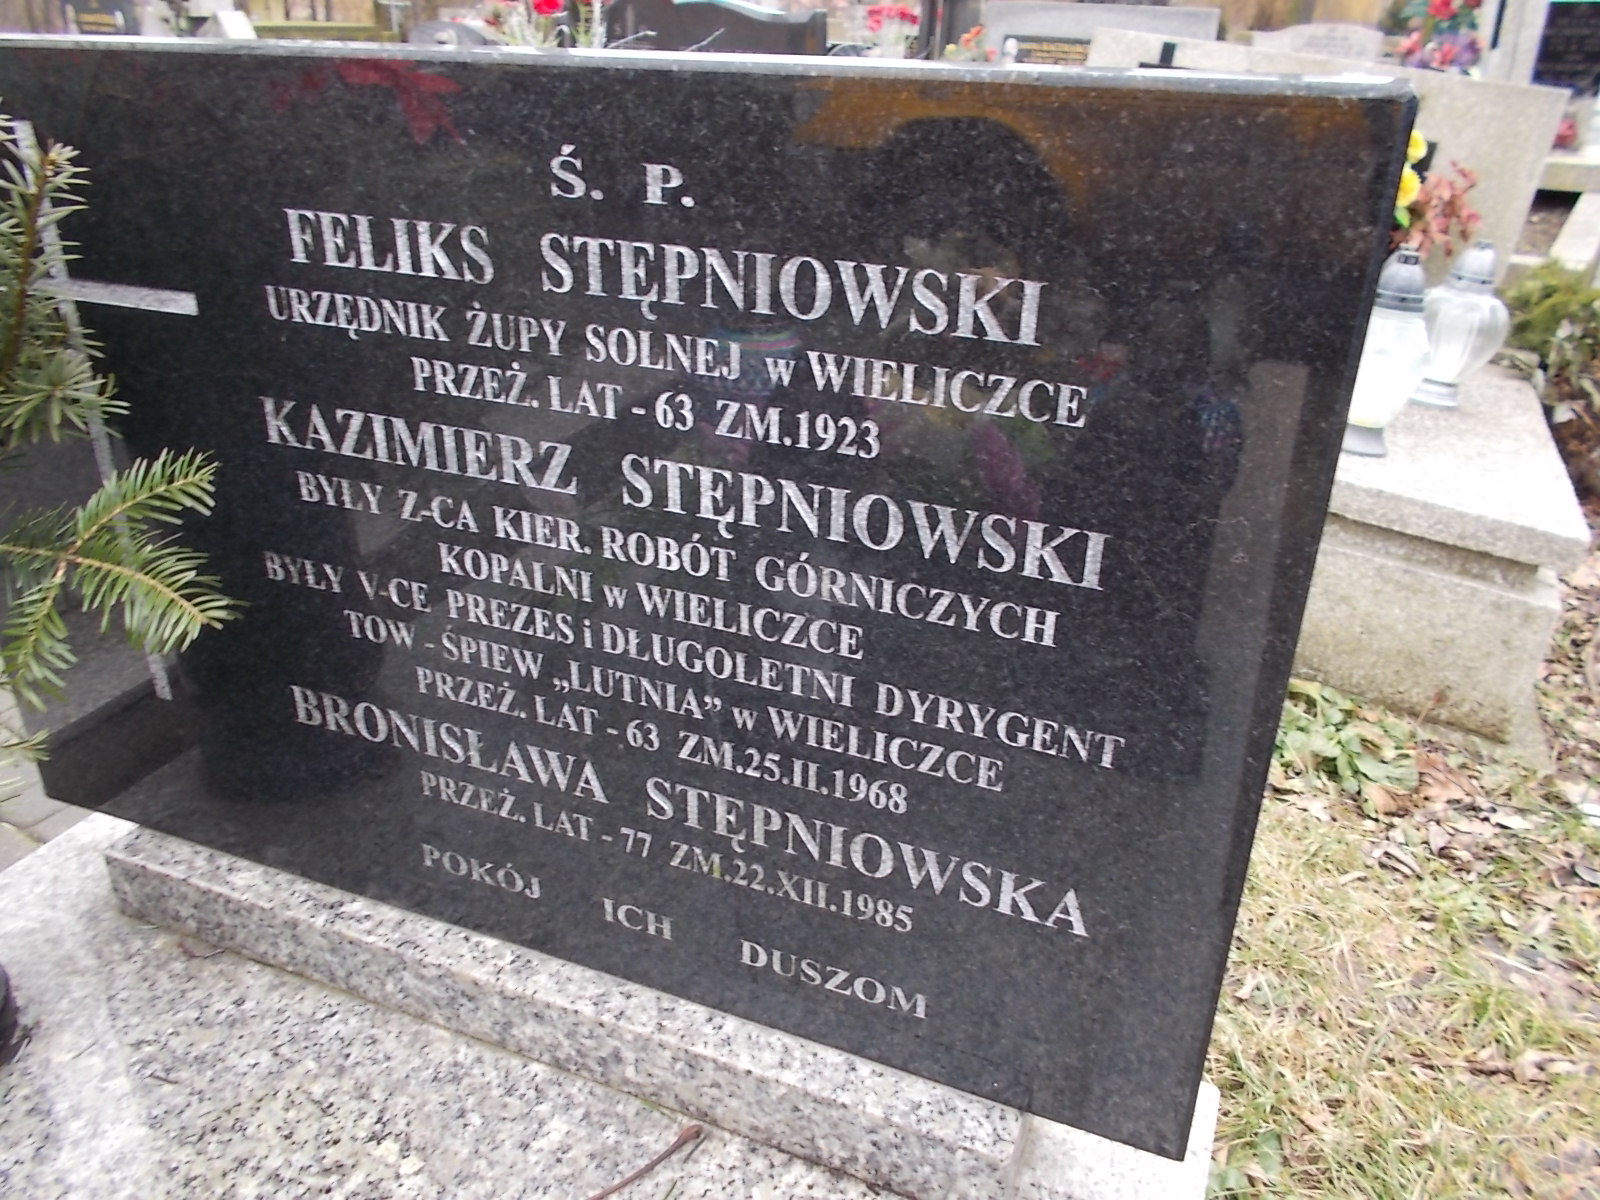 Ś. P.
FELIKS STĘPNIOWSKI
URZĘDNIK ŻUPY SOLNEJ w WIELICZCE
PRZEŻ. LAT - 63 ZM.1923
KAZIMIERZ STĘPNIOWSKI
BYŁY Z-CA KIER. ROBÓT GÓRNICZYCH
KOPALNI w WIELICZCE
BYŁY V-CE PREZES i DŁUGOLETNI DYRYGENT
TOW - ŚPIEW „LUTNIA” w WIELICZCE
PRZEŻ. LAT - 63 ZM.25.II.1968
BRONISŁAWA STĘPNIOWSKA
PRZEŻ. LAT - 77 ZM.22.XII.1985
POKÓJ ICH DUSZOM